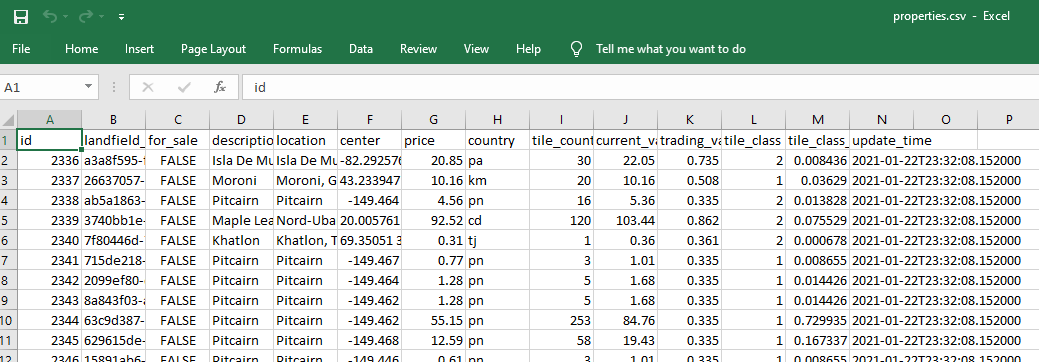 properties.csv - Excel
File Home Insert Page Layout Formulas Data Review View Help Tell me what you want to do
A1 fx id
A B C D E F G H I J K L M N O P
1 id landfield_ for_sale descriptio location center price country tile_count current_va trading_va tile_class tile_class_ update_time
2 2336 a3a8f595-f FALSE Isla De Mu Isla De Mu -82.292576 20.85 pa 30 22.05 0.735 2 0.008436 2021-01-22T23:32:08.152000
3 2337 26637057- FALSE Moroni Moroni, G 43.233947 10.16 km 20 10.16 0.508 1 0.03629 2021-01-22T23:32:08.152000
4 2338 ab5a1863- FALSE Pitcairn Pitcairn -149.464 4.56 pn 16 5.36 0.335 2 0.013828 2021-01-22T23:32:08.152000
5 2339 3740bb1e- FALSE Maple Lea Nord-Uba 20.005761 92.52 cd 120 103.44 0.862 2 0.075529 2021-01-22T23:32:08.152000
6 2340 7f80446d- FALSE Khatlon Khatlon, T 69.35051 3 0.31 tj 1 0.36 0.361 2 0.000678 2021-01-22T23:32:08.152000
7 2341 715de218- FALSE Pitcairn Pitcairn -149.467 0.77 pn 3 1.01 0.335 1 0.008655 2021-01-22T23:32:08.152000
8 2342 2099ef80- FALSE Pitcairn Pitcairn -149.464 1.28 pn 5 1.68 0.335 1 0.014426 2021-01-22T23:32:08.152000
9 2343 8a843f03-a FALSE Pitcairn Pitcairn -149.462 1.28 pn 5 1.68 0.335 1 0.014426 2021-01-22T23:32:08.152000
10 2344 63c9d387- FALSE Pitcairn Pitcairn -149.462 55.15 pn 253 84.76 0.335 1 0.729935 2021-01-22T23:32:08.152000
11 2345 629615de- FALSE Pitcairn Pitcairn -149.468 12.59 pn 58 19.43 0.335 1 0.167337 2021-01-22T23:32:08.152000
12 2346 15891ab6- FALSE Pitcairn Pitcairn -149.446 0.61 pn 3 1.01 0.335 1 0.008655 2021-01-22T23:32:08.152000